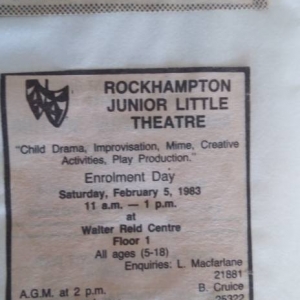 ROCKHAMPTON
JUNIOR LITTLE
THEATRE
"Child Drama, Improvisation, Mime, Creative
Activities, Play Production."
Enrolment Day
Saturday, February 5, 1983
11 a.m. — 1 p.m.
at
Walter Reid Centre
Floor 1
All ages (5-18)
Enquiries: L. Macfarlane
21881
A.G.M. at 2 p.m. B. Cruice
25322